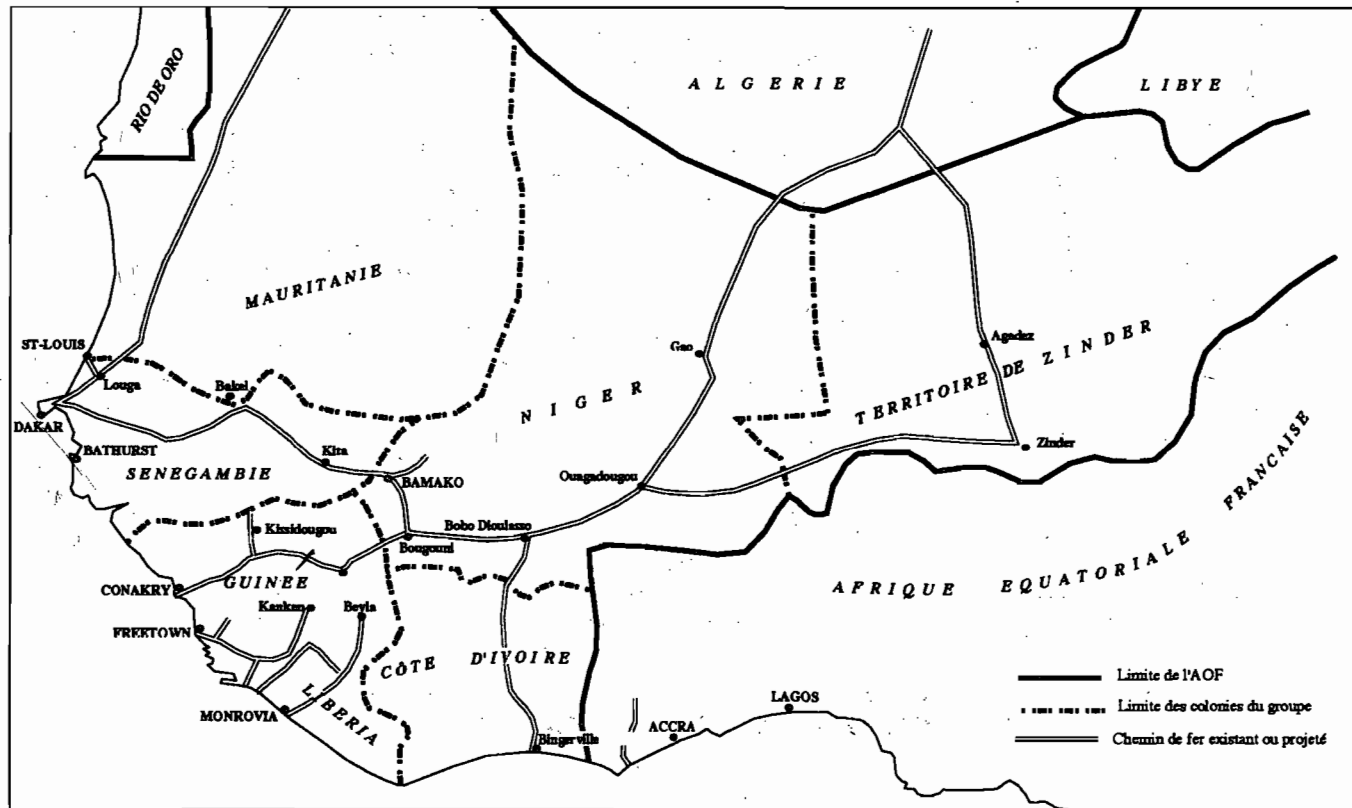 RIO DE ORO
ALGERIE
LIBYE
MAURITANIE
ST-LOUIS
Louga
Bakel
Gao
Agadez
NIGER
TERRITOIRE DE ZINDER
DAKAR
BATHURST
SENEGAMBIE
Kita
BAMAKO
Ouagadougou
Zinder
Kissidougou
Bobo Dioulasso
Bougouni
CONAKRY
GUINEE
Kankan
Beyla
FREETOWN
CÔTE D'IVOIRE
LIBERIA
MONROVIA
Bingerville
ACCRA
LAGOS
AFRIQUE EQUATORIALE FRANCAISE
Limite de l'AOF
Limite des colonies du groupe
Chemin de fer existant ou projeté